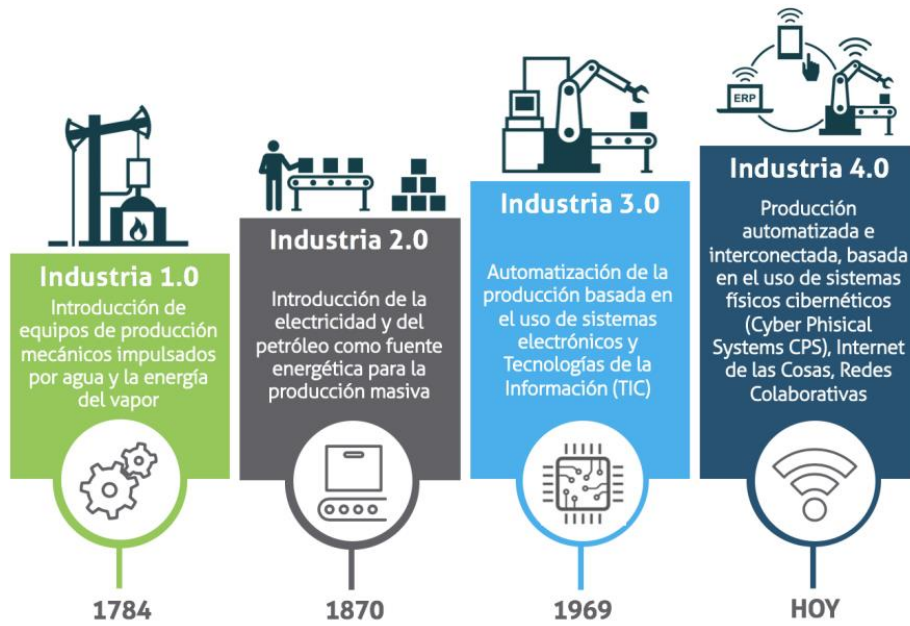 ERP
Industria 1.0
Introducción de
equipos de producción
mecánicos impulsados
por agua y la energía
del vapor
1784
Industria 2.0
Introducción de la
electricidad y del
petróleo como fuente
energética para la
producción masiva
1870
Industria 3.0
Automatización de la
producción basada en
el uso de sistemas
electrónicos y
Tecnologías de la
Información (TIC)
1969
Industria 4.0
Producción
automatizada e
interconectada, basada
en el uso de sistemas
físicos cibernéticos
(Cyber Phisical
Systems CPS), Internet
de las Cosas, Redes
Colaborativas
HOY